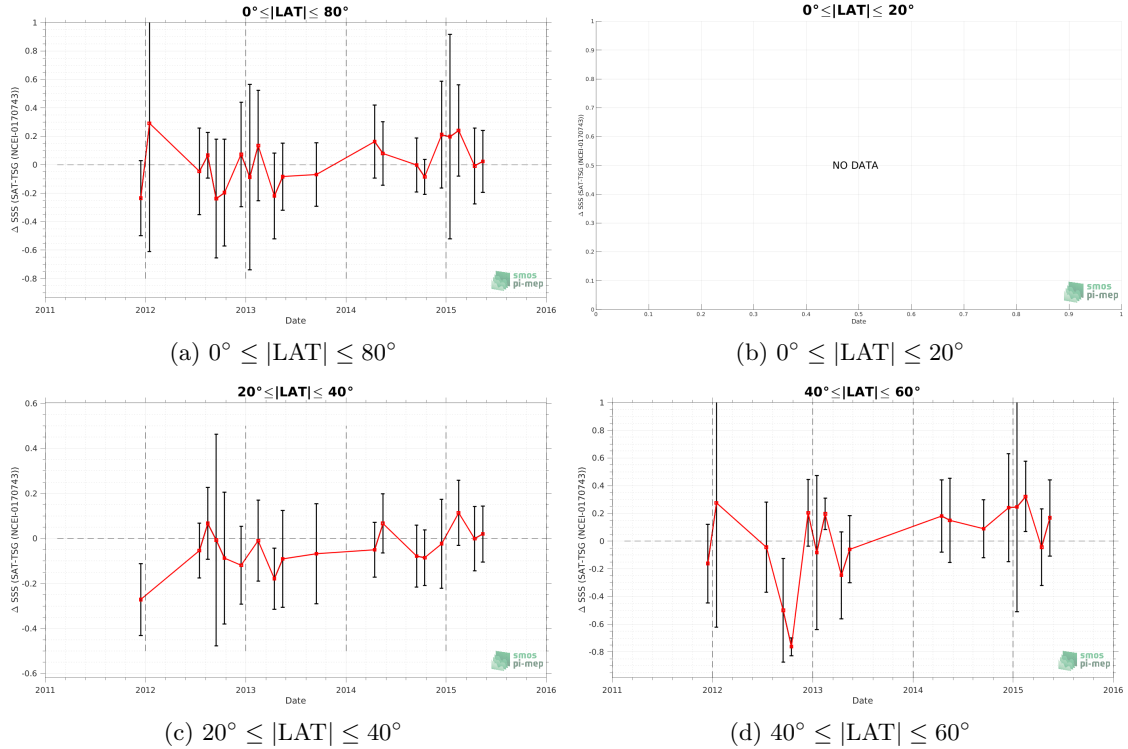 0°≤|LAT|≤ 80°
1
0.8
0.6
0.4
0.2
0
-0.2
-0.4
-0.6
-0.8
Δ SSS (SAT-TSG (NCEI-0170743))
2011 2012 2013 2014 2015 2016
Date
smos
pi-mep
(a) 0° ≤ |LAT| ≤ 80°
0°≤|LAT|≤ 20°
1
0.9
0.8
0.7
0.6
0.5
0.4
0.3
0.2
0.1
0
Δ SSS (SAT-TSG (NCEI-0170743))
NO DATA
0 0.1 0.2 0.3 0.4 0.5 0.6 0.7 0.8 0.9 1
Date
smos
pi-mep
(b) 0° ≤ |LAT| ≤ 20°
20°≤|LAT|≤ 40°
0.6
0.4
0.2
0
-0.2
-0.4
-0.6
Δ SSS (SAT-TSG (NCEI-0170743))
2011 2012 2013 2014 2015 2016
Date
smos
pi-mep
(c) 20° ≤ |LAT| ≤ 40°
40°≤|LAT|≤ 60°
1
0.8
0.6
0.4
0.2
0
-0.2
-0.4
-0.6
-0.8
Δ SSS (SAT-TSG (NCEI-0170743))
2011 2012 2013 2014 2015 2016
Date
smos
pi-mep
(d) 40° ≤ |LAT| ≤ 60°